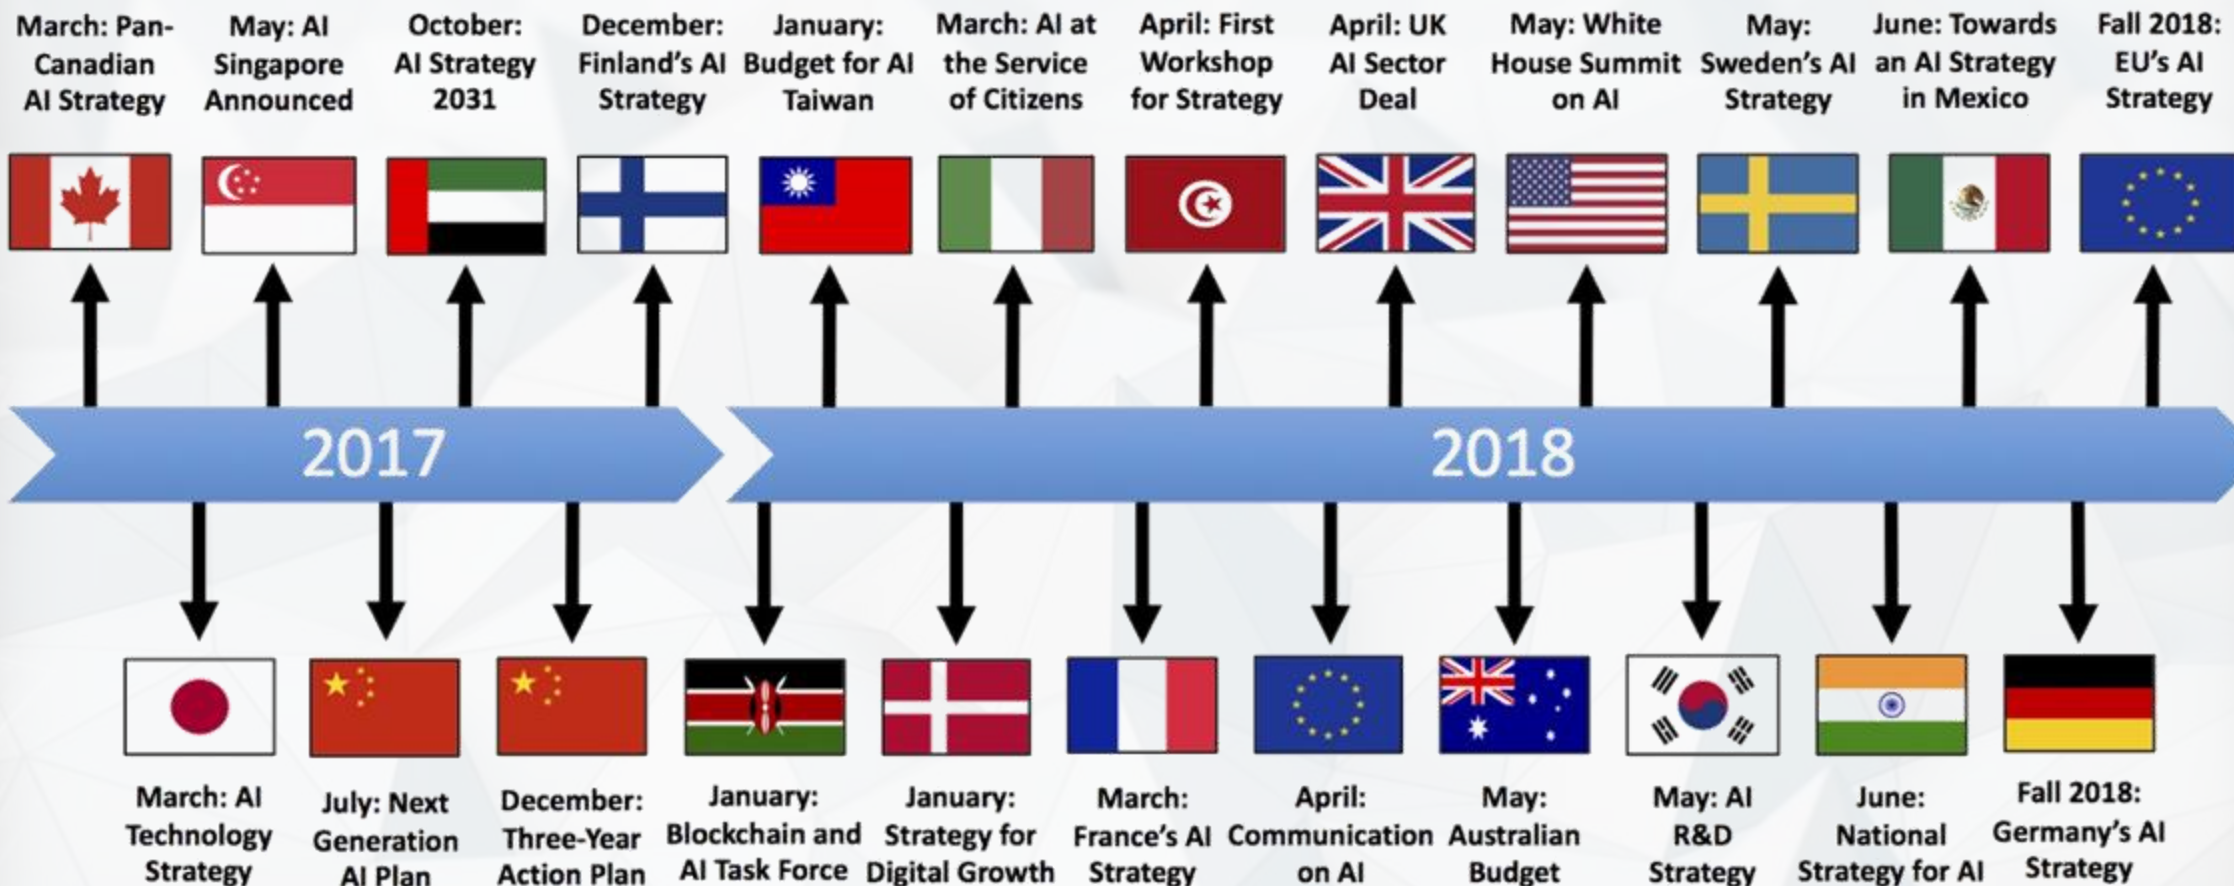 March: Pan-
Canadian
AI Strategy
May: AI
Singapore
Announced
October:
AI Strategy
2031
December:
Finland's AI
Strategy
January:
Budget for AI
Taiwan
March: AI at
the Service
of Citizens
April: First
Workshop
for Strategy
April: UK
AI Sector
Deal
May: White
House Summit
on AI
May:
Sweden's AI
Strategy
June: Towards
an AI Strategy
in Mexico
Fall 2018:
EU's AI
Strategy
2017
2018
March: AI
Technology
Strategy
July: Next
Generation
AI Plan
December:
Three-Year
Action Plan
January:
Blockchain and
AI Task Force
January:
Strategy for
Digital Growth
March:
France's AI
Strategy
April:
Communication
on AI
May:
Australian
Budget
May: AI
R&D
Strategy
June:
National
Strategy for AI
Fall 2018:
Germany's AI
Strategy